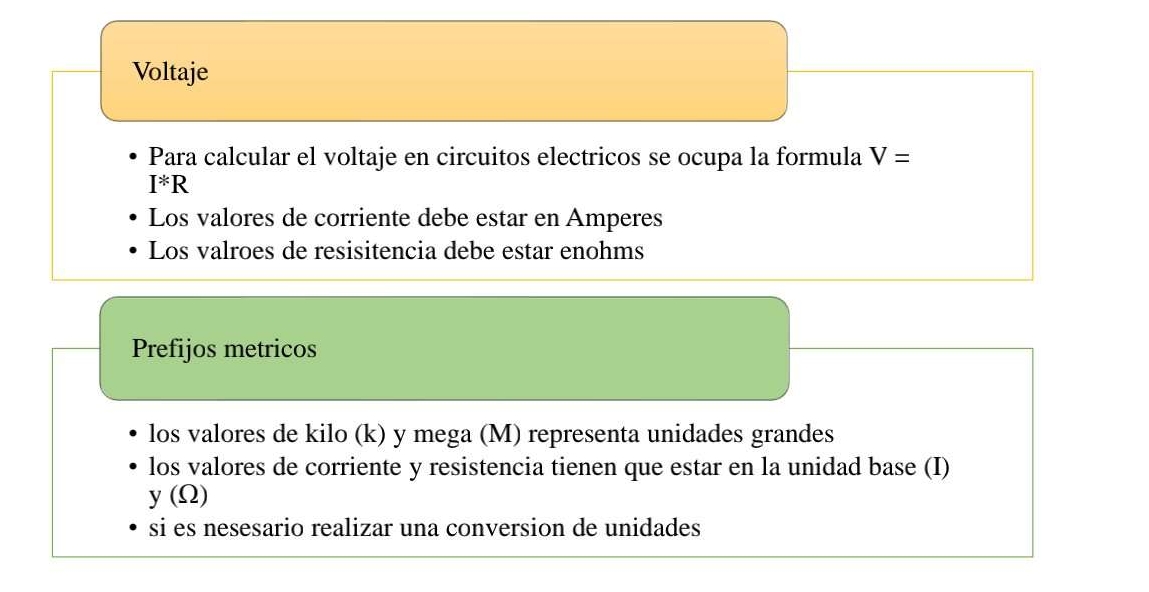 Voltaje
• Para calcular el voltaje en circuitos electricos se ocupa la formula V =
I*R
• Los valores de corriente debe estar en Amperes
• Los valroes de resisitencia debe estar enohms
Prefijos metricos
• los valores de kilo (k) y mega (M) representa unidades grandes
• los valores de corriente y resistencia tienen que estar en la unidad base (I)
y (Ω)
• si es nesesario realizar una conversion de unidades